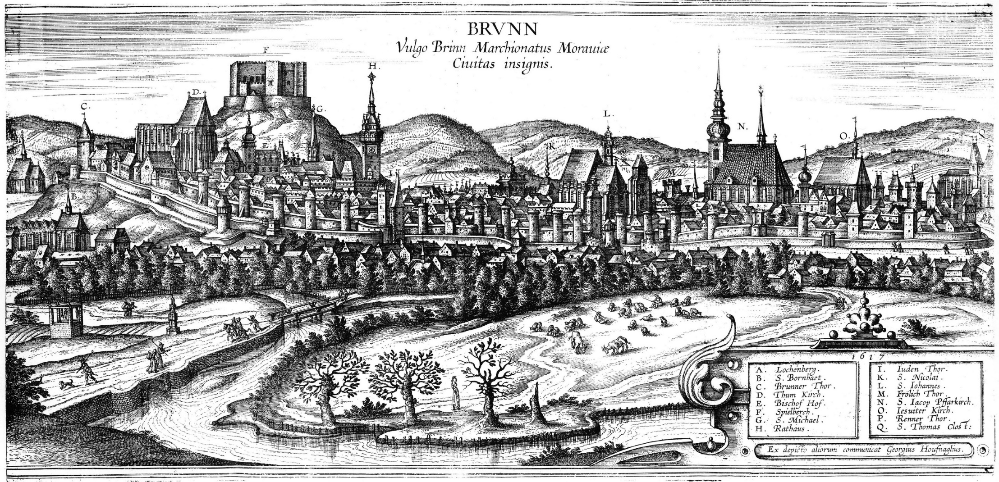 BRVNN
Vulgo Brinn Marchionatus Morauiæ
Ciuitas insignis.
F
H.
D.
C.
G.
L.
N.
Q
O.
E.
K
P
M
I
B.
1617
A. Lochenberg.
B. S. Bornhaet.
C. Brunner Thor.
D. Thum Kirch.
E. Bischof Hof.
F. Spielberch.
G. S. Michael.
H. Rathaus.
I. Iuden Thor.
K. S. Nicolai.
L. S. Iohannes.
M. Frölich Thor.
N. S. Iacop Pffarkirch.
O. Iesuiter Kirch.
P. Renner Thor.
Q. S. Thomas Clost:
Ex depicto aliorum communicat Georgius Houfnaglius.